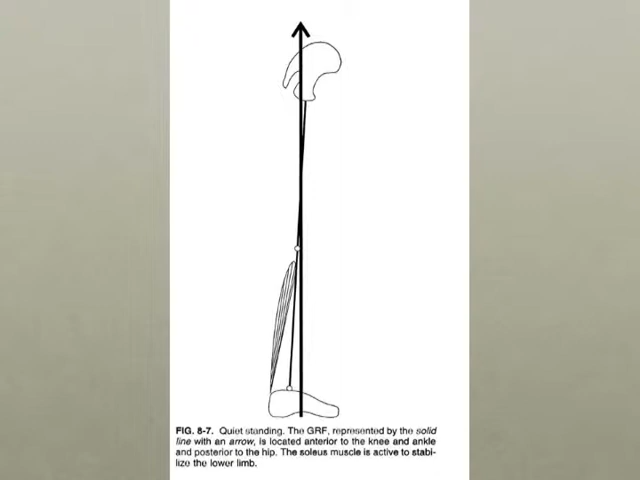 FIG. 8-7. Quiet standing. The GRF, represented by the solid
line with an arrow, is located anterior to the knee and ankle
and posterior to the hip. The soleus muscle is active to stabi-
lize the lower limb.